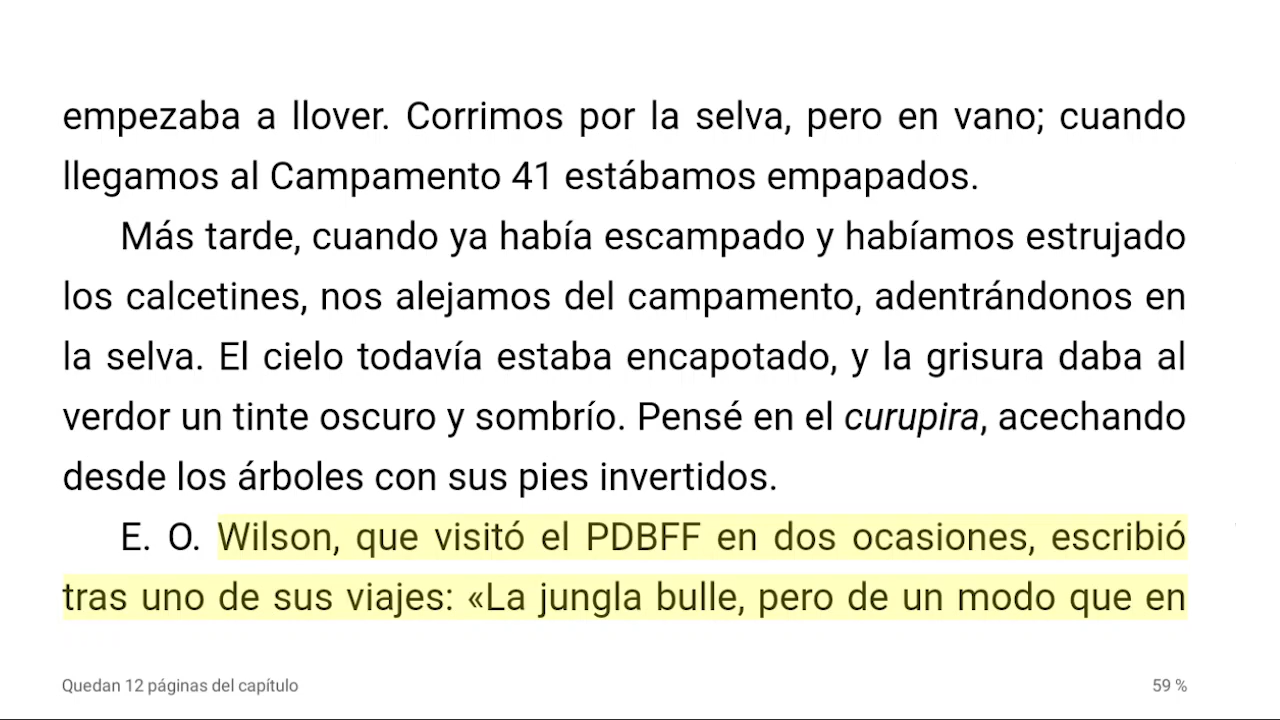 empezaba a llover. Corrimos por la selva, pero en vano; cuando
llegamos al Campamento 41 estábamos empapados.
Más tarde, cuando ya había escampado y habíamos estrujado
los calcetines, nos alejamos del campamento, adentrándonos en
la selva. El cielo todavía estaba encapotado, y la grisura daba al
verdor un tinte oscuro y sombrío. Pensé en el curupira, acechando
desde los árboles con sus pies invertidos.
E. O. Wilson, que visitó el PDBFF en dos ocasiones, escribió
tras uno de sus viajes: «La jungla bulle, pero de un modo que en
Quedan 12 páginas del capítulo
59 %